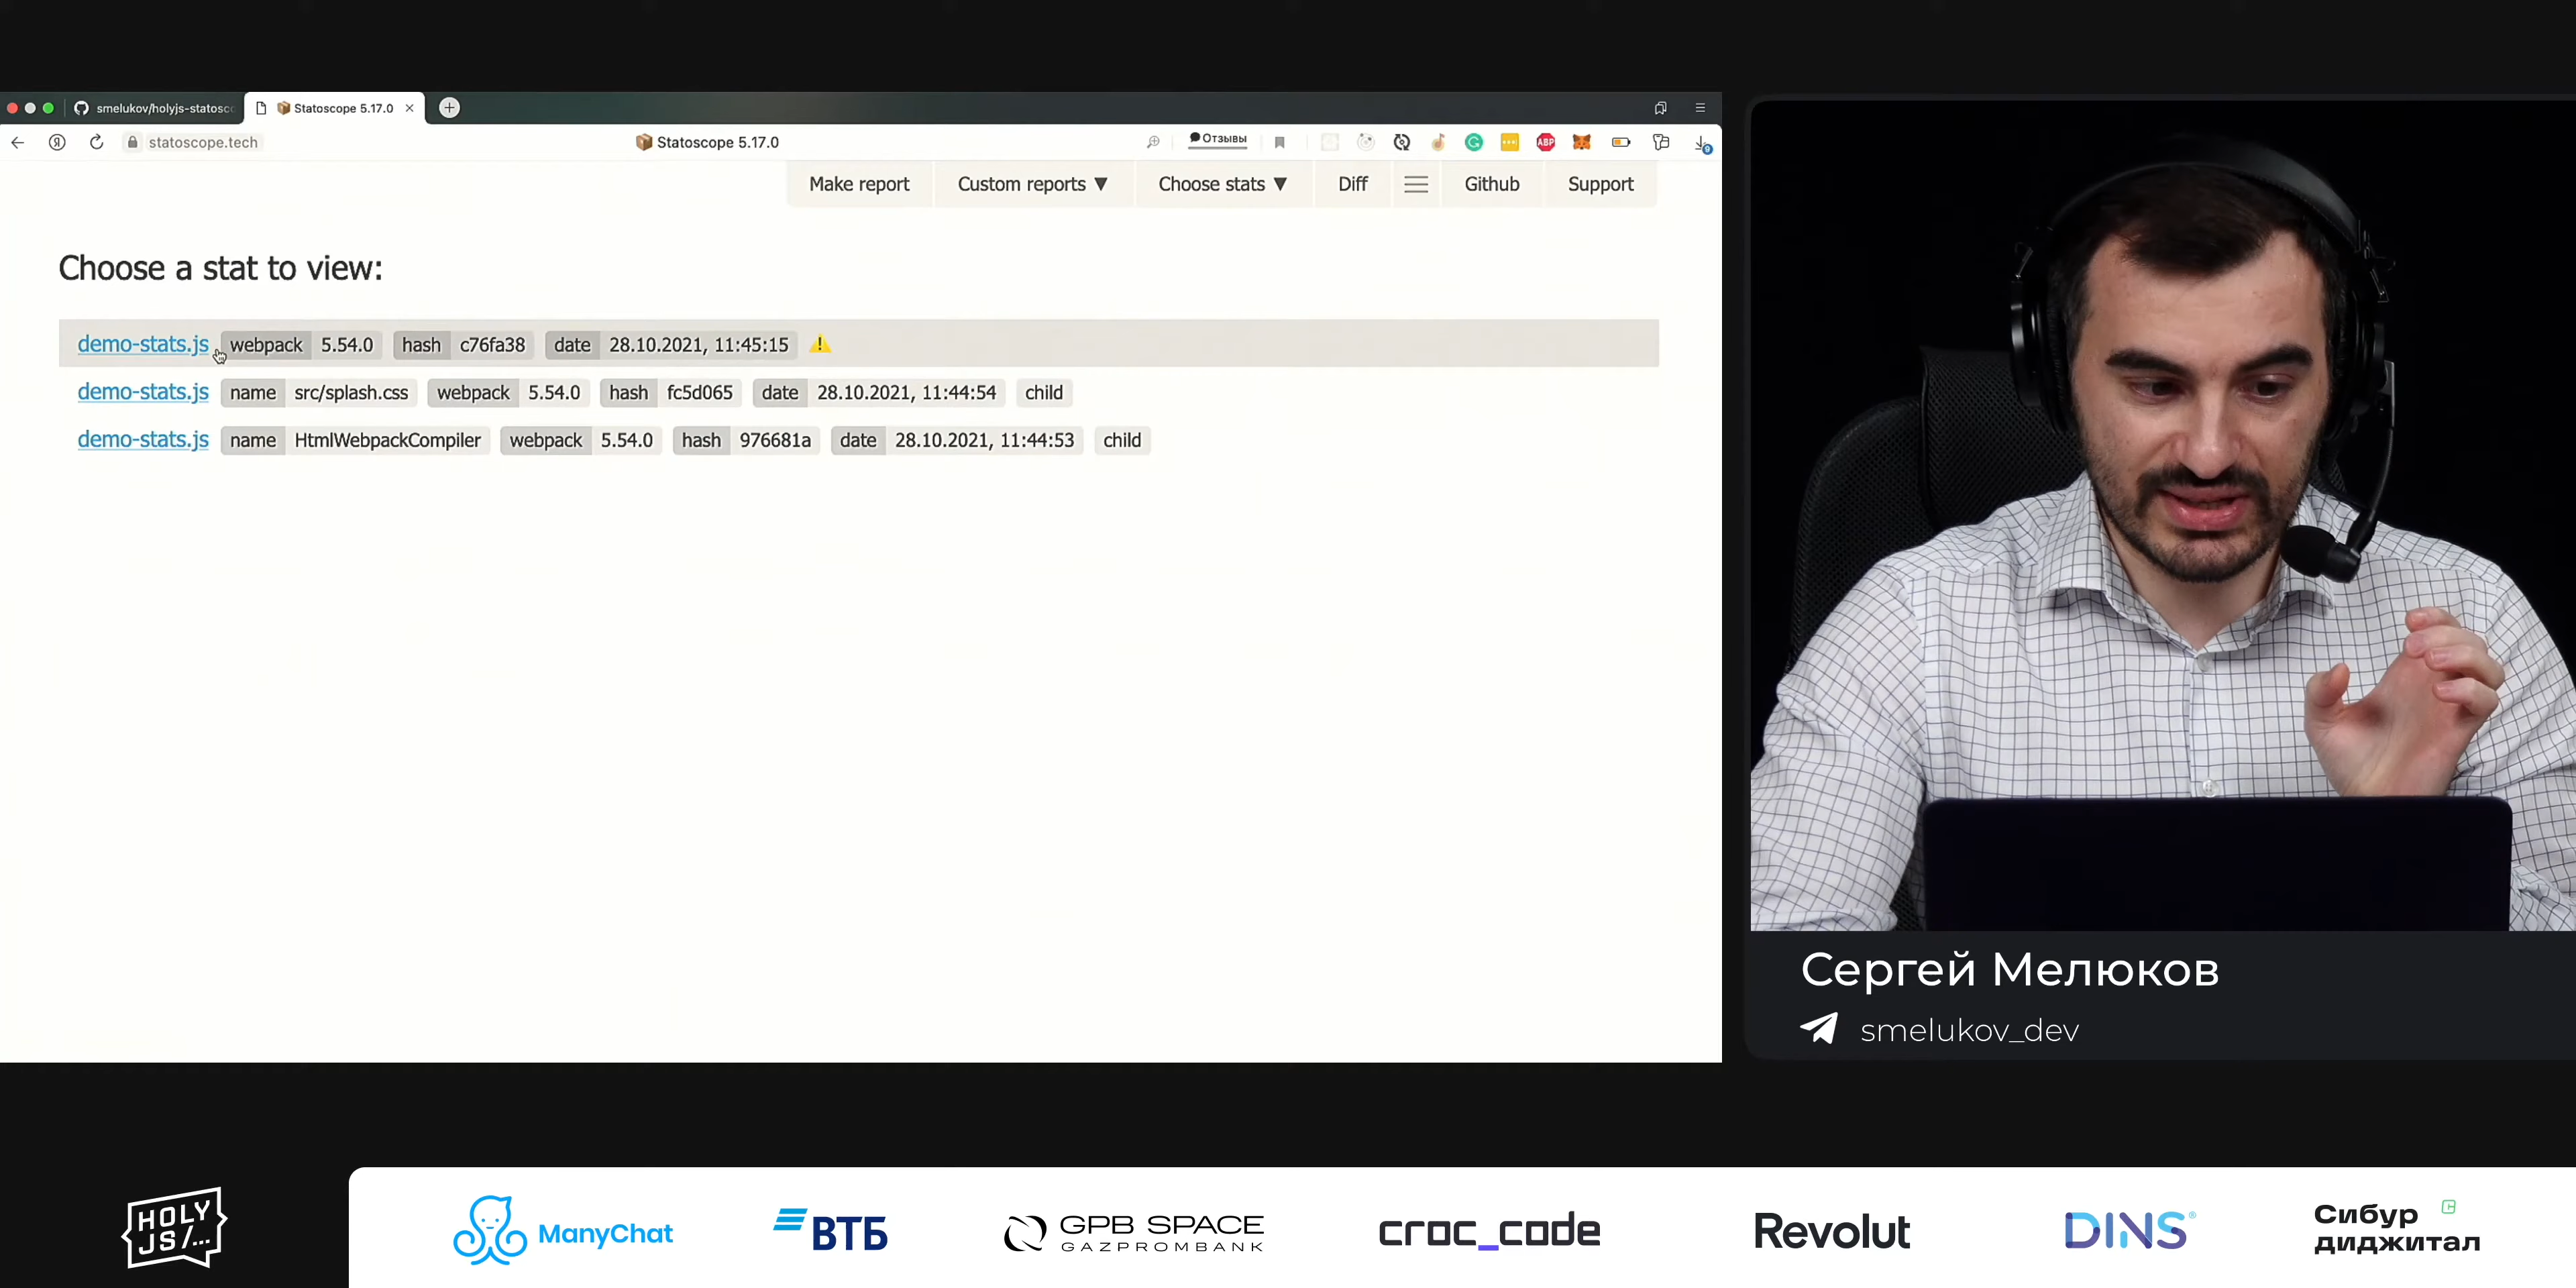 smelukov/holyjs-statosco
Statoscope 5.17.0
statoscope.tech
Statoscope 5.17.0
Отзывы
ABP
9
Make report
Custom reports ▼
Choose stats ▼
Diff
Github
Support
Choose a stat to view:
demo-stats.js webpack 5.54.0 hash c76fa38 date 28.10.2021, 11:45:15
demo-stats.js name src/splash.css webpack 5.54.0 hash fc5d065 date 28.10.2021, 11:44:54 child
demo-stats.js name HtmlWebpackCompiler webpack 5.54.0 hash 976681a date 28.10.2021, 11:44:53 child
Сергей Мелюков
smelukov_dev
HOLY
JS/...
ManyChat
ВТБ
GPB SPACE
GAZPROMBANK
croc_code
Revolut
DINS®
Сибур
диджитал